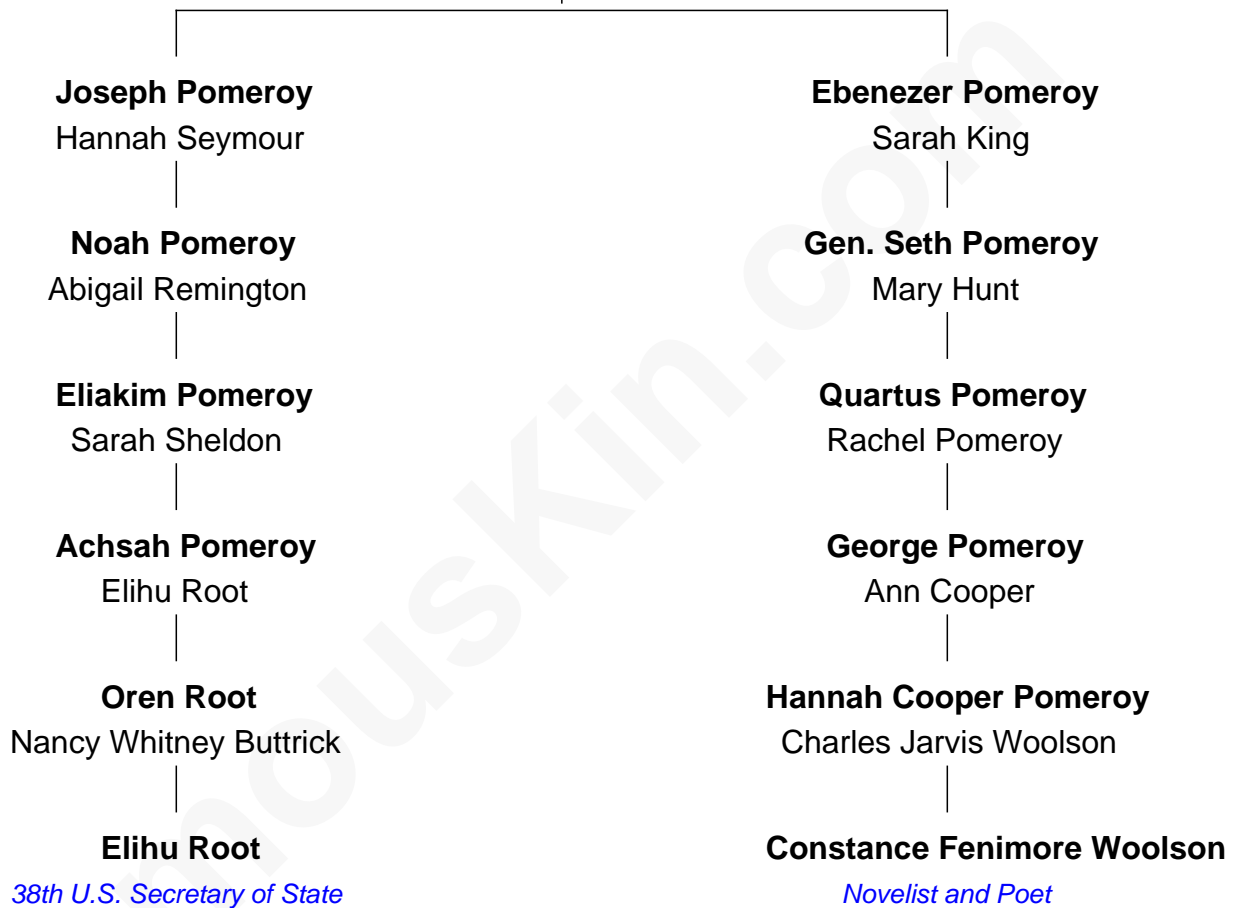 Joseph Pomeroy
Hannah Seymour
Ebenezer Pomeroy
Sarah King
Noah Pomeroy
Abigail Remington
Gen. Seth Pomeroy
Mary Hunt
Eliakim Pomeroy
Sarah Sheldon
Quartus Pomeroy
Rachel Pomeroy
Achsah Pomeroy
Elihu Root
George Pomeroy
Ann Cooper
Oren Root
Nancy Whitney Buttrick
Hannah Cooper Pomeroy
Charles Jarvis Woolson
Elihu Root
38th U.S. Secretary of State
Constance Fenimore Woolson
Novelist and Poet
mousKin.com